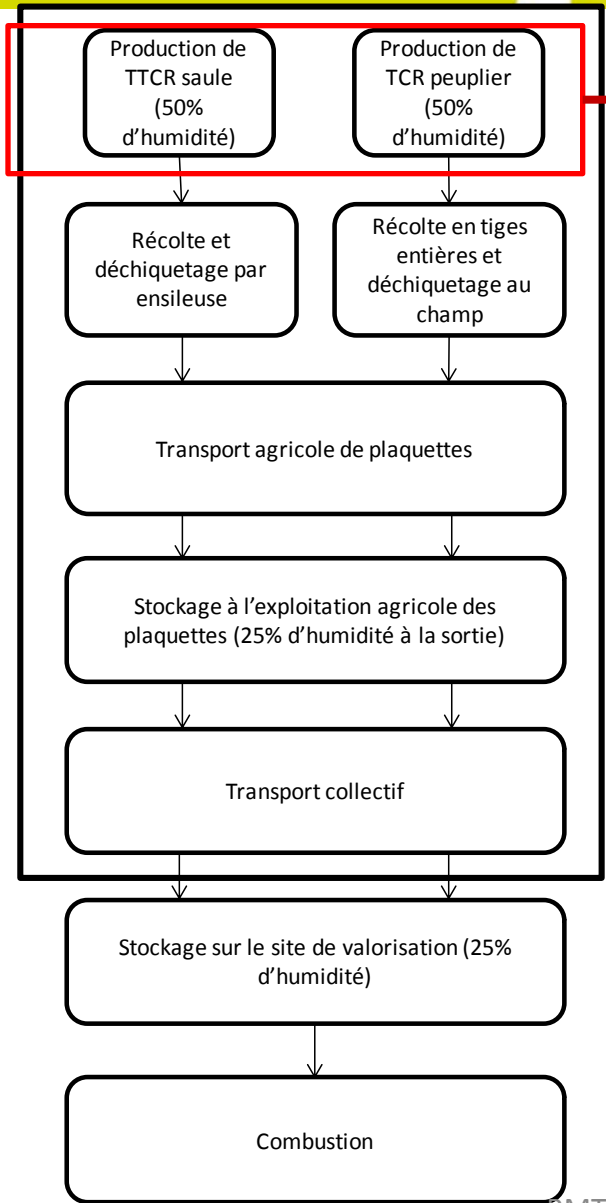 Production de
TTCR saule
(50%
d’humidité)
Production de
TCR peuplier
(50%
d’humidité)
Récolte et
déchiquetage par
ensileuse
Récolte en tiges
entières et
déchiquetage au
champ
Transport agricole de plaquettes
Stockage à l’exploitation agricole des
plaquettes (25% d’humidité à la sortie)
Transport collectif
Stockage sur le site de valorisation (25%
d’humidité)
Combustion